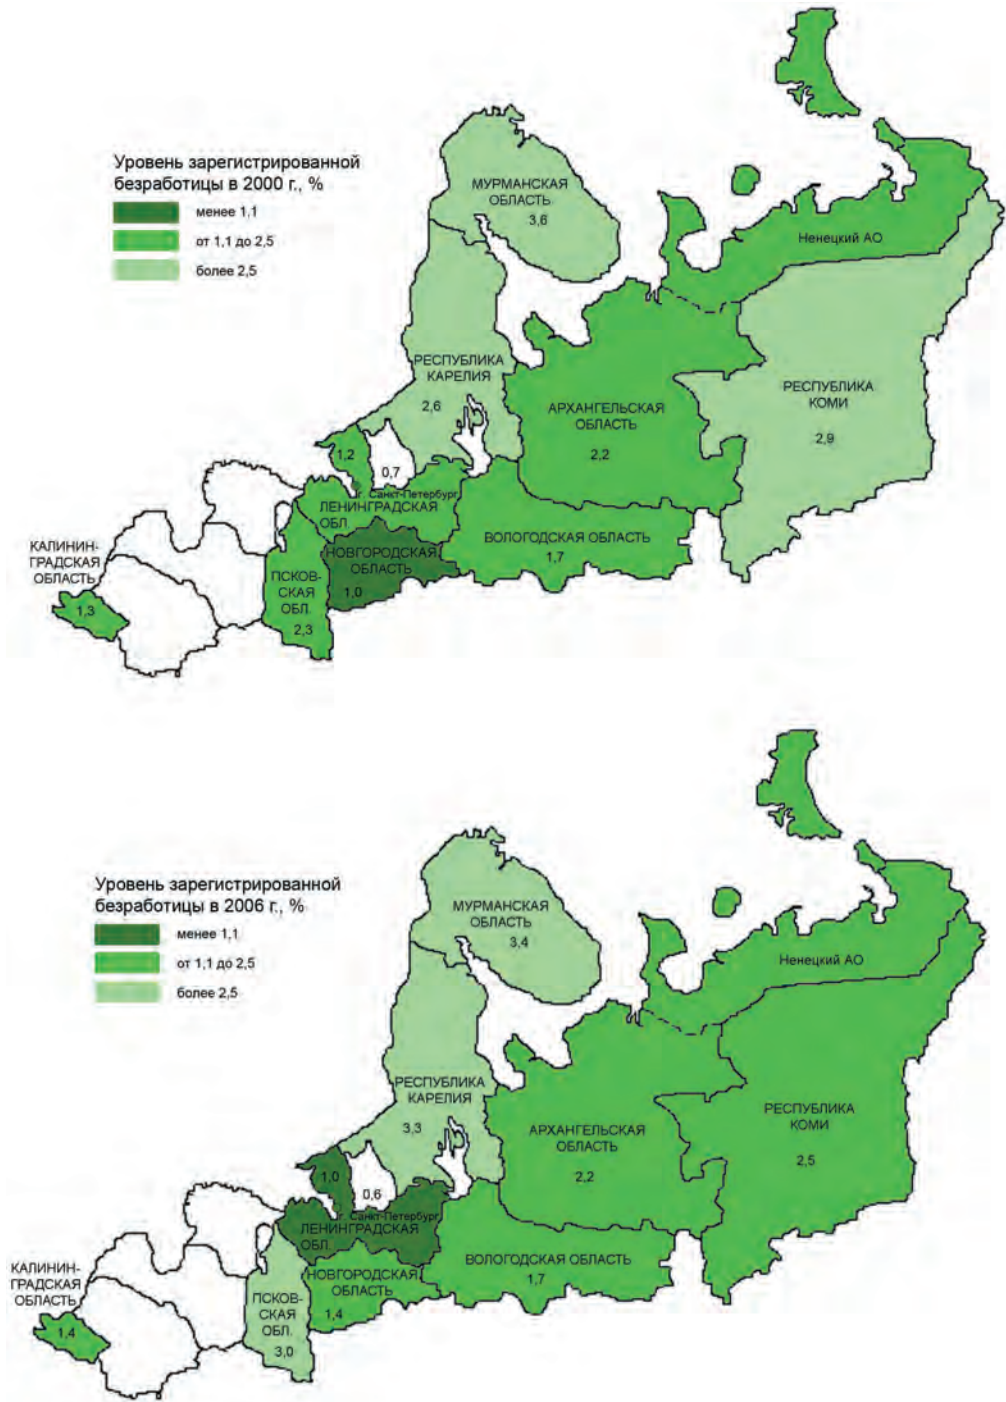 Уровень зарегистрированной
безработицы в 2000 г., %
менее 1,1
от 1,1 до 2,5
более 2,5
МУРМАНСКАЯ
ОБЛАСТЬ
3,6
Ненецкий АО
РЕСПУБЛИКА
КАРЕЛИЯ
2,6
АРХАНГЕЛЬСКАЯ
ОБЛАСТЬ
2,2
РЕСПУБЛИКА
КОМИ
2,9
1,2
0,7
г. Санкт-Петербург
ЛЕНИНГРАДСКАЯ
ОБЛ.
ВОЛОГОДСКАЯ ОБЛАСТЬ
1,7
НОВГОРОДСКАЯ
ОБЛАСТЬ
1,0
ПСКОВ-
СКАЯ
ОБЛ.
2,3
КАЛИНИН-
ГРАДСКАЯ
ОБЛАСТЬ
1,3
Уровень зарегистрированной
безработицы в 2006 г., %
менее 1,1
от 1,1 до 2,5
более 2,5
МУРМАНСКАЯ
ОБЛАСТЬ
3,4
Ненецкий АО
РЕСПУБЛИКА
КАРЕЛИЯ
3,3
АРХАНГЕЛЬСКАЯ
ОБЛАСТЬ
2,2
РЕСПУБЛИКА
КОМИ
2,5
1,0
0,6
г. Санкт-Петербург
ЛЕНИНГРАДСКАЯ
ОБЛ.
ВОЛОГОДСКАЯ ОБЛАСТЬ
1,7
НОВГОРОДСКАЯ
ОБЛАСТЬ
1,4
ПСКОВ-
СКАЯ
ОБЛ.
3,0
КАЛИНИН-
ГРАДСКАЯ
ОБЛАСТЬ
1,4